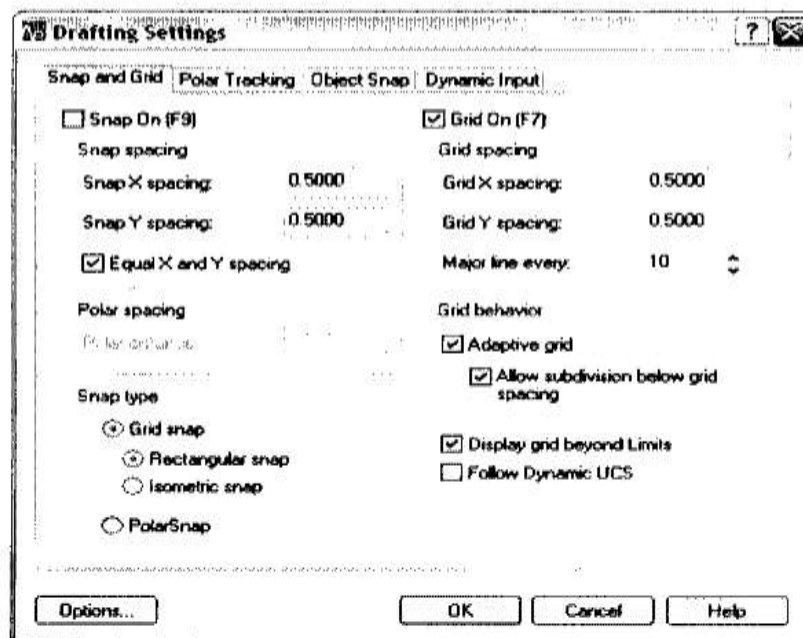 Drafting Settings
?
Snap and Grid Polar Tracking Object Snap Dynamic Input
Snap On (F9)
Snap spacing
Snap X spacing: 0.5000
Snap Y spacing: 0.5000
Equal X and Y spacing
Polar spacing
Polar distance
Snap type
Grid snap
Rectangular snap
Isometric snap
PolarSnap
Grid On (F7)
Grid spacing
Grid X spacing: 0.5000
Grid Y spacing: 0.5000
Major line every: 10
Grid behavior
Adaptive grid
Allow subdivision below grid
spacing
Display grid beyond Limits
Follow Dynamic UCS
Options... OK Cancel Help